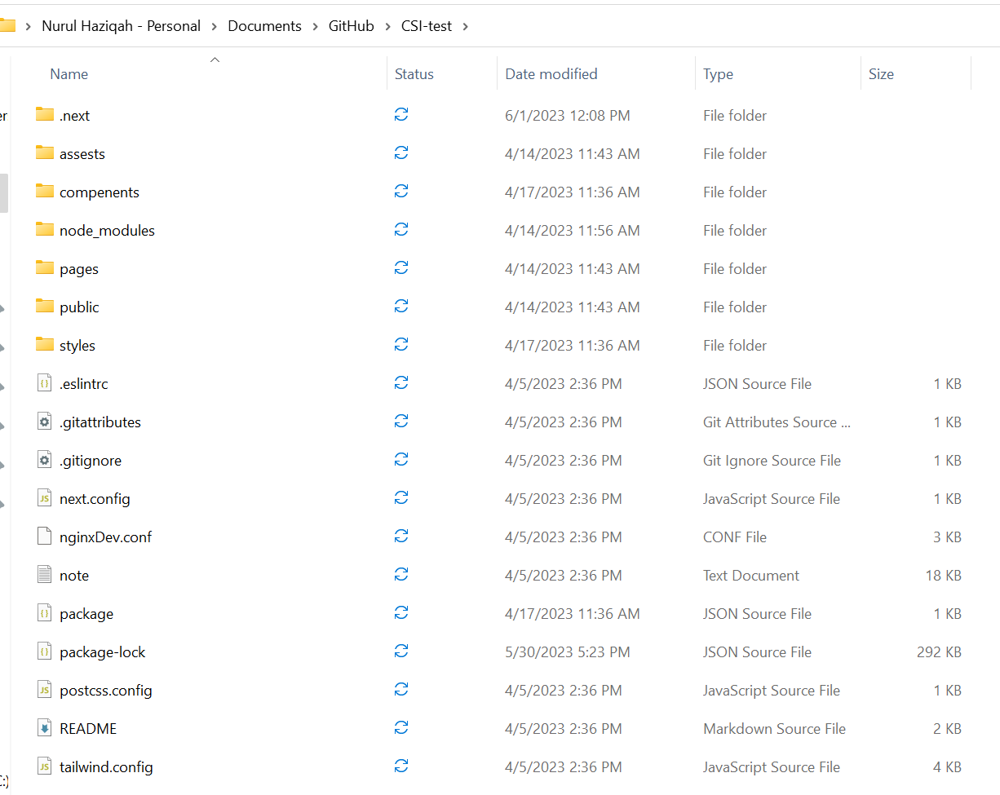 Nurul Haziqah - Personal > Documents > GitHub > CSI-test >
Name Status Date modified Type Size
.next 6/1/2023 12:08 PM File folder
assests 4/14/2023 11:43 AM File folder
compenents 4/17/2023 11:36 AM File folder
node_modules 4/14/2023 11:56 AM File folder
pages 4/14/2023 11:43 AM File folder
public 4/14/2023 11:43 AM File folder
styles 4/17/2023 11:36 AM File folder
.eslintrc 4/5/2023 2:36 PM JSON Source File 1 KB
.gitattributes 4/5/2023 2:36 PM Git Attributes Source ... 1 KB
.gitignore 4/5/2023 2:36 PM Git Ignore Source File 1 KB
next.config 4/5/2023 2:36 PM JavaScript Source File 1 KB
nginxDev.conf 4/5/2023 2:36 PM CONF File 3 KB
note 4/5/2023 2:36 PM Text Document 18 KB
package 4/17/2023 11:36 AM JSON Source File 1 KB
package-lock 5/30/2023 5:23 PM JSON Source File 292 KB
postcss.config 4/5/2023 2:36 PM JavaScript Source File 1 KB
README 4/5/2023 2:36 PM Markdown Source File 2 KB
tailwind.config 4/5/2023 2:36 PM JavaScript Source File 4 KB